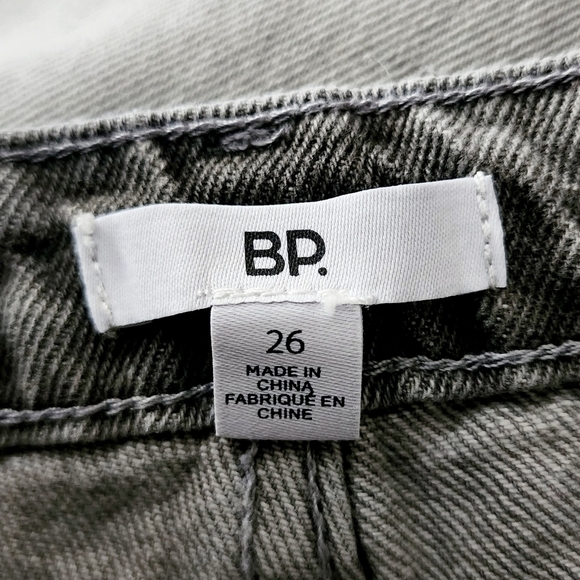 BP.
26
MADE IN
CHINA
FABRIQUÉ EN
CHINE